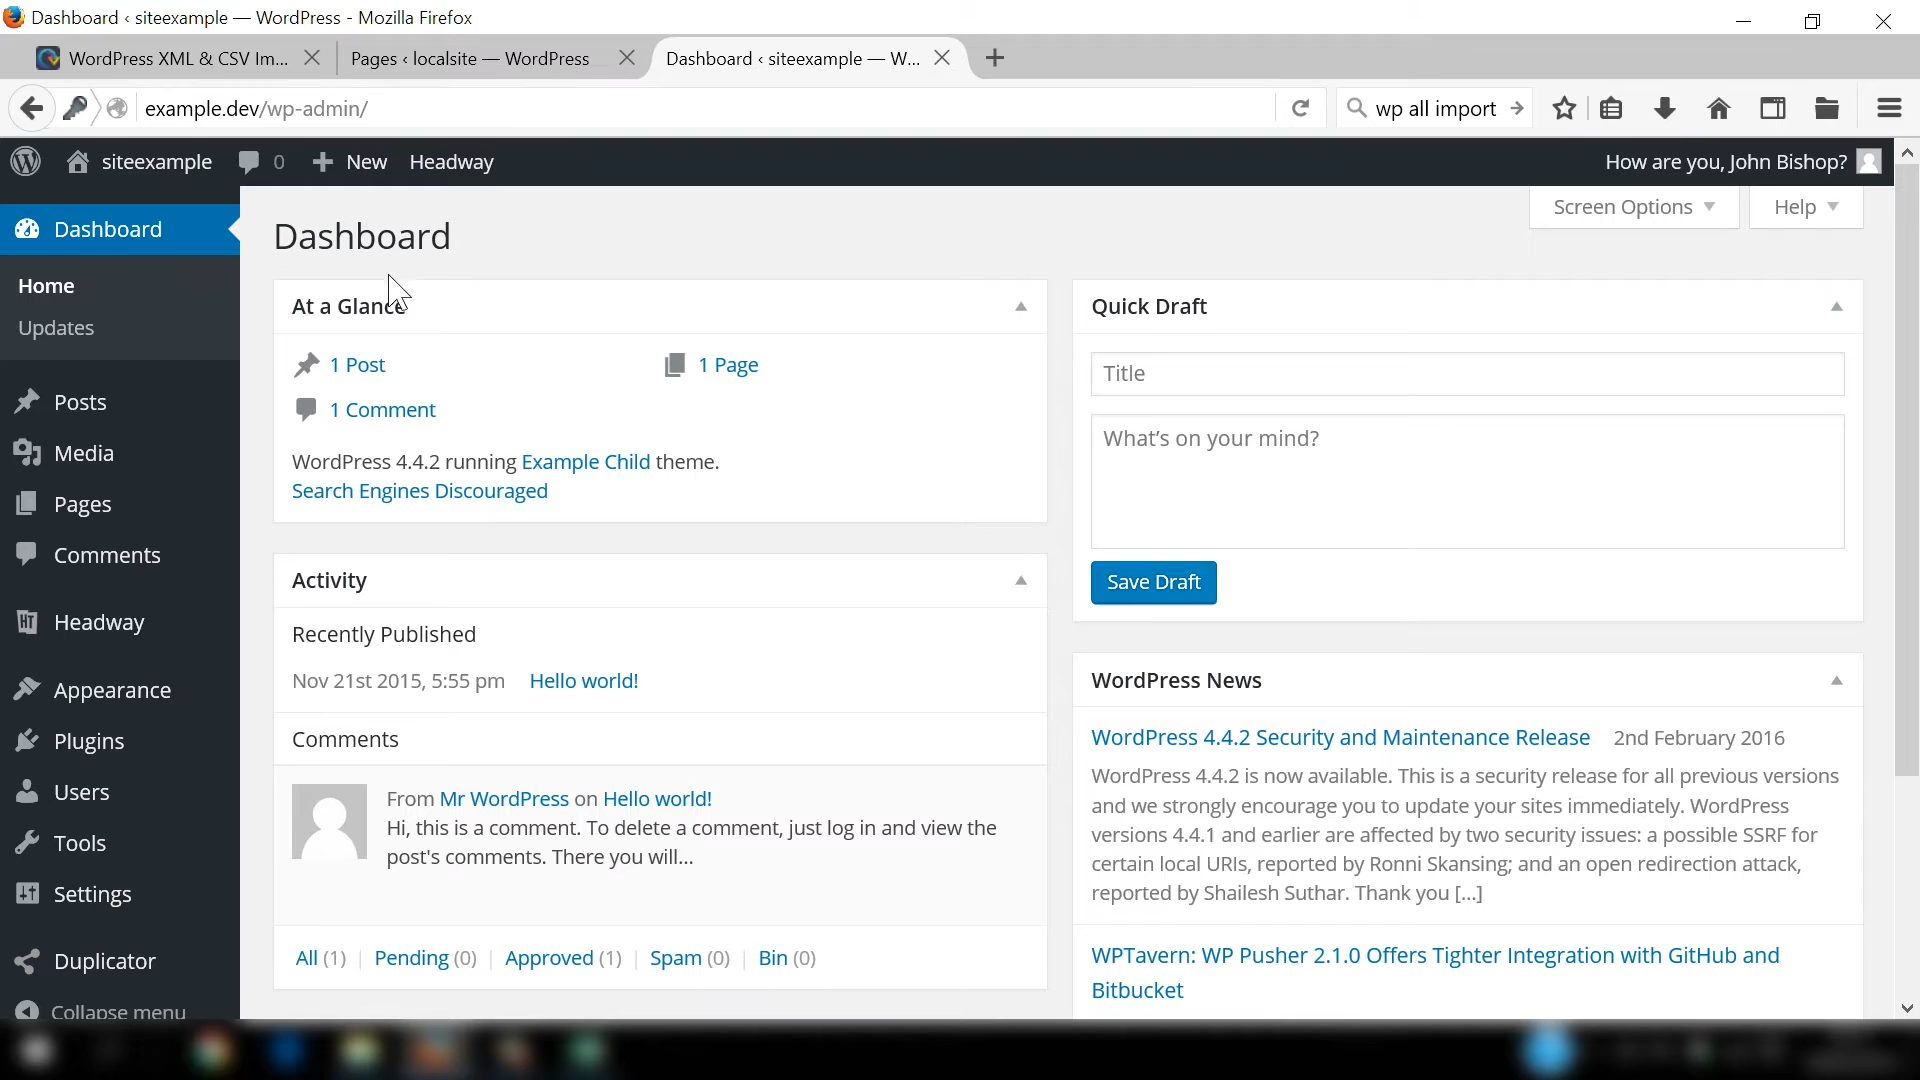 Dashboard ‹ siteexample — WordPress - Mozilla Firefox
WordPress XML & CSV Im...
Pages ‹ localsite — WordPress
Dashboard ‹ siteexample — W...
example.dev/wp-admin/
wp all import
siteexample
0
New
Headway
How are you, John Bishop?
Screen Options
Help
Dashboard
Home
Updates
Posts
Media
Pages
Comments
Headway
Appearance
Plugins
Users
Tools
Settings
Duplicator
Collapse menu
Dashboard
At a Glance
1 Post
1 Page
1 Comment
WordPress 4.4.2 running Example Child theme.
Search Engines Discouraged
Activity
Recently Published
Nov 21st 2015, 5:55 pm Hello world!
Comments
From Mr WordPress on Hello world!
Hi, this is a comment. To delete a comment, just log in and view the
post's comments. There you will...
All (1) | Pending (0) | Approved (1) | Spam (0) | Bin (0)
Quick Draft
Title
What's on your mind?
Save Draft
WordPress News
WordPress 4.4.2 Security and Maintenance Release 2nd February 2016
WordPress 4.4.2 is now available. This is a security release for all previous versions
and we strongly encourage you to update your sites immediately. WordPress
versions 4.4.1 and earlier are affected by two security issues: a possible SSRF for
certain local URIs, reported by Ronni Skansing; and an open redirection attack,
reported by Shailesh Suthar. Thank you [...]
WPTavern: WP Pusher 2.1.0 Offers Tighter Integration with GitHub and
Bitbucket